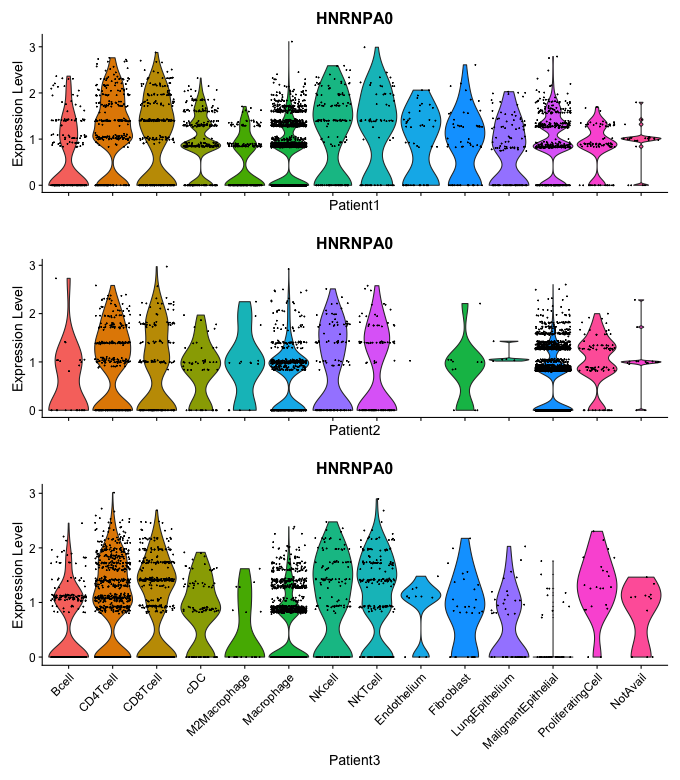 HNRNPA0
Expression Level
3
2
1
0
Patient1
HNRNPA0
Expression Level
3
2
1
0
Patient2
HNRNPA0
Expression Level
3
2
1
0
Bcell
CD4Tcell
CD8Tcell
cDC
M2Macrophage
Macrophage
NKcell
NKTcell
Endothelium
Fibroblast
LungEpithelium
MalignantEpithelial
ProliferatingCell
NotAvail
Patient3